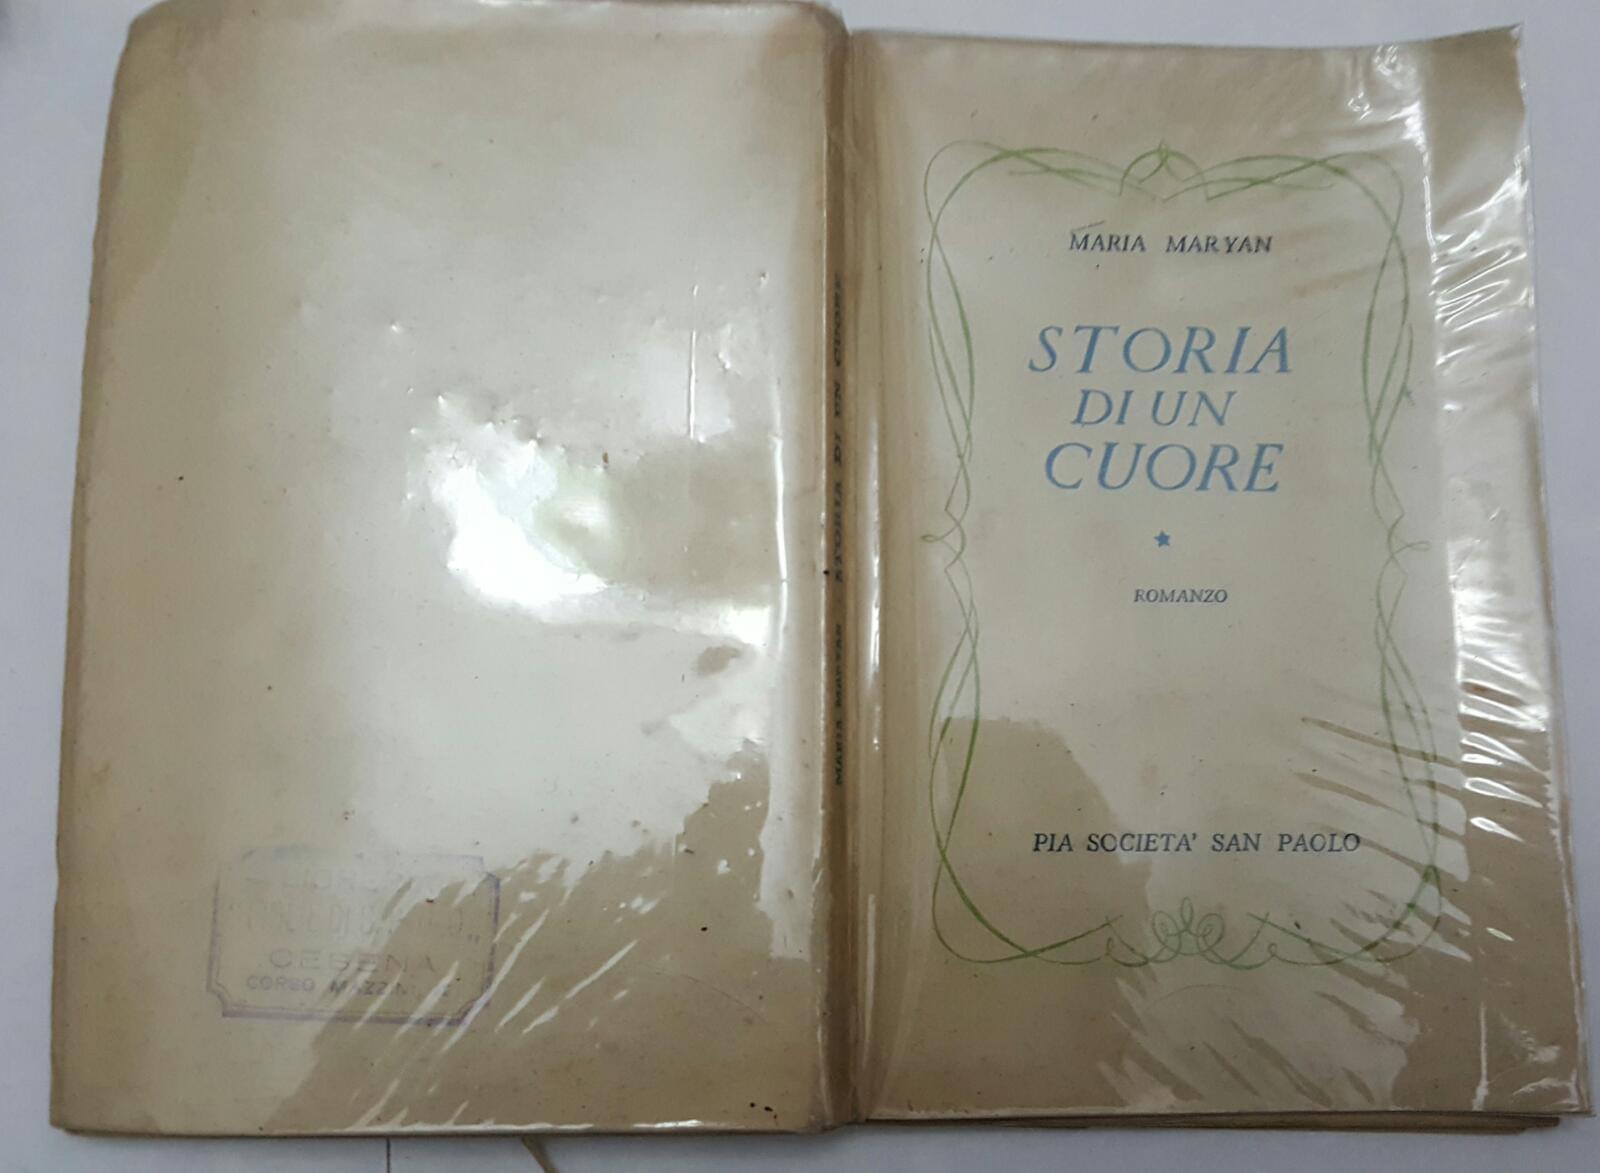 MARIA MARYAN
STORIA
DI UN
CUORE
ROMANZO
PIA SOCIETA' SAN PAOLO
MARIA MARYAN STORIA DI UN CUORE
CESENA
CORSO MAZZINI